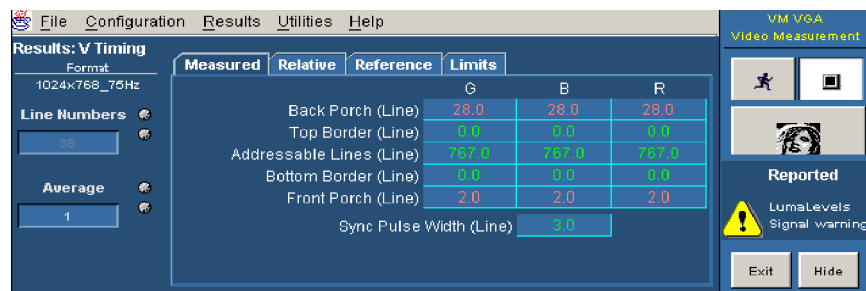 File Configuration Results Utilities Help
VM VGA
Video Measurement
Results: V Timing
Format
1024x768_75Hz
Line Numbers
38
Average
1
Measured Relative Reference Limits
G B R
Back Porch (Line) 28.0 28.0 28.0
Top Border (Line) 0.0 0.0 0.0
Addressable Lines (Line) 767.0 767.0 767.0
Bottom Border (Line) 0.0 0.0 0.0
Front Porch (Line) 2.0 2.0 2.0
Sync Pulse Width (Line) 3.0
Reported
LumaLevels
Signal warning
Exit Hide